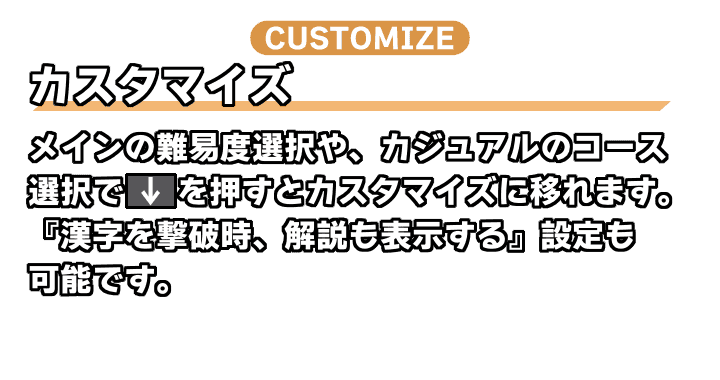 CUSTOMIZE
カスタマイズ
メインの難易度選択や、カジュアルのコース
選択で↓を押すとカスタマイズに移れます。
『漢字を撃破時、解説も表示する』設定も
可能です。